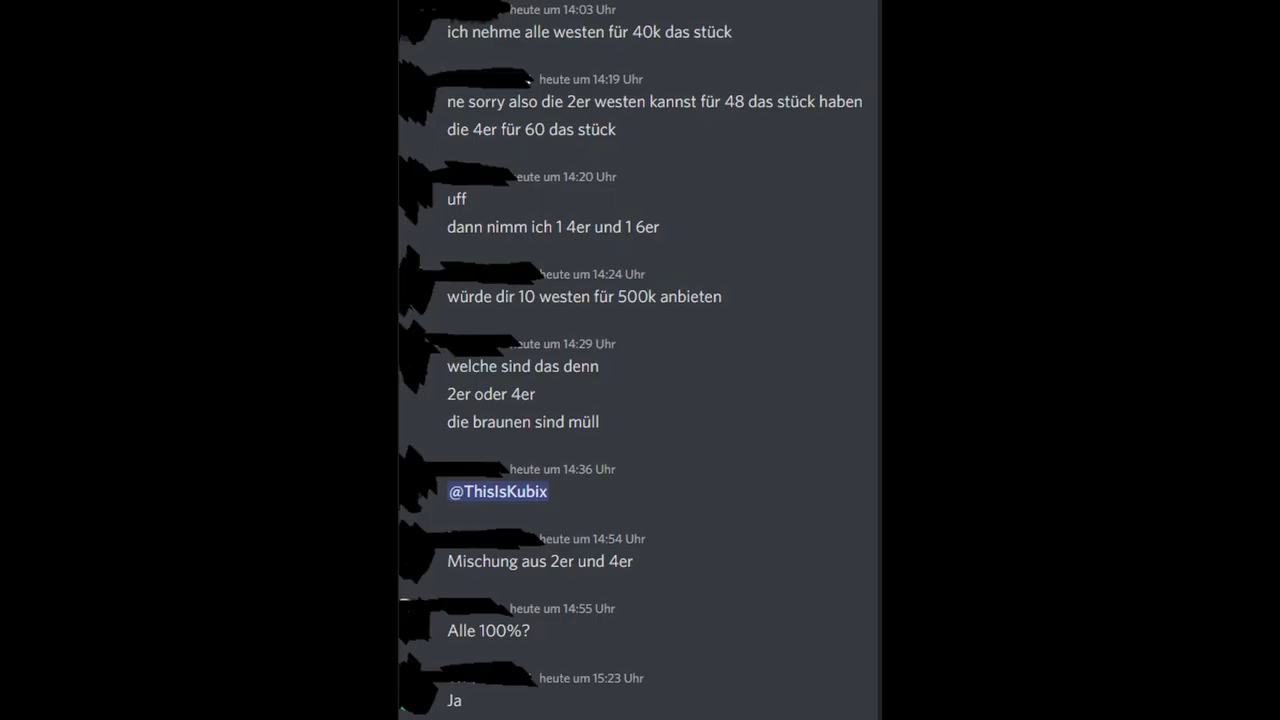 heute um 14:03 Uhr
ich nehme alle westen für 40k das stück
heute um 14:19 Uhr
ne sorry also die 2er westen kannst für 48 das stück haben
die 4er für 60 das stück
eute um 14:20 Uhr
uff
dann nimm ich 1 4er und 1 6er
heute um 14:24 Uhr
würde dir 10 westen für 500k anbieten
eute um 14:29 Uhr
welche sind das denn
2er oder 4er
die braunen sind müll
heute um 14:36 Uhr
@ThisIsKubix
heute um 14:54 Uhr
Mischung aus 2er und 4er
heute um 14:55 Uhr
Alle 100%?
heute um 15:23 Uhr
Ja